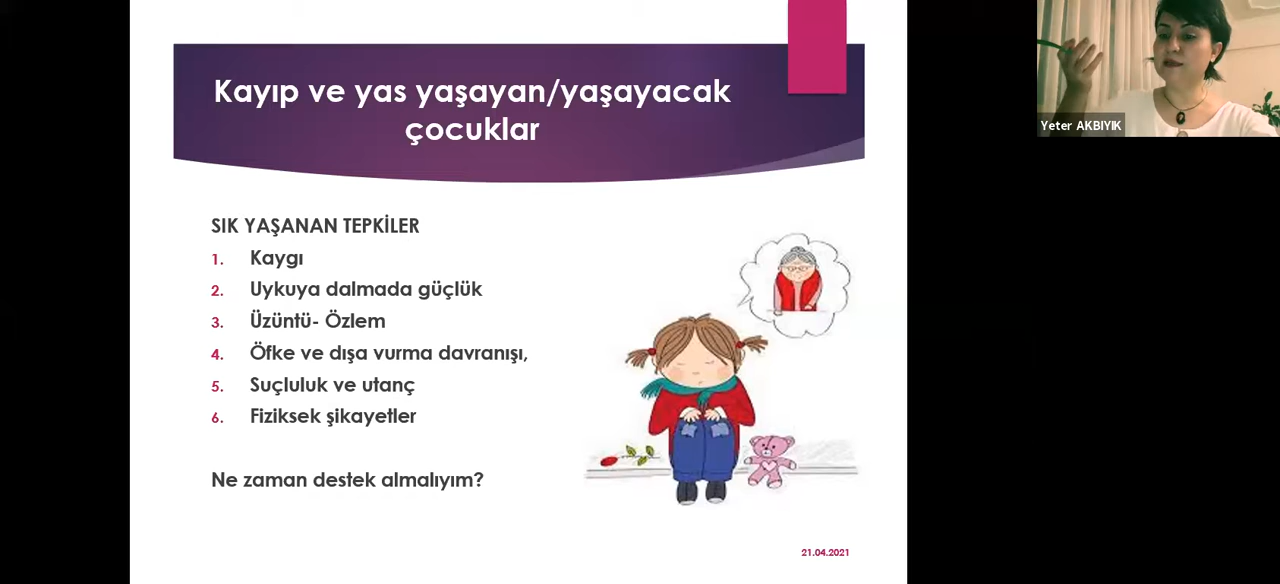 Kayıp ve yas yaşayan/yaşayacak
çocuklar
SIK YAŞANAN TEPKİLER
1. Kaygı
2. Uykuya dalmada güçlük
3. Üzüntü- Özlem
4. Öfke ve dışa vurma davranışı,
5. Suçluluk ve utanç
6. Fiziksek şikayetler
Ne zaman destek almalıyım?
21.04.2021
Yeter AKBIYIK